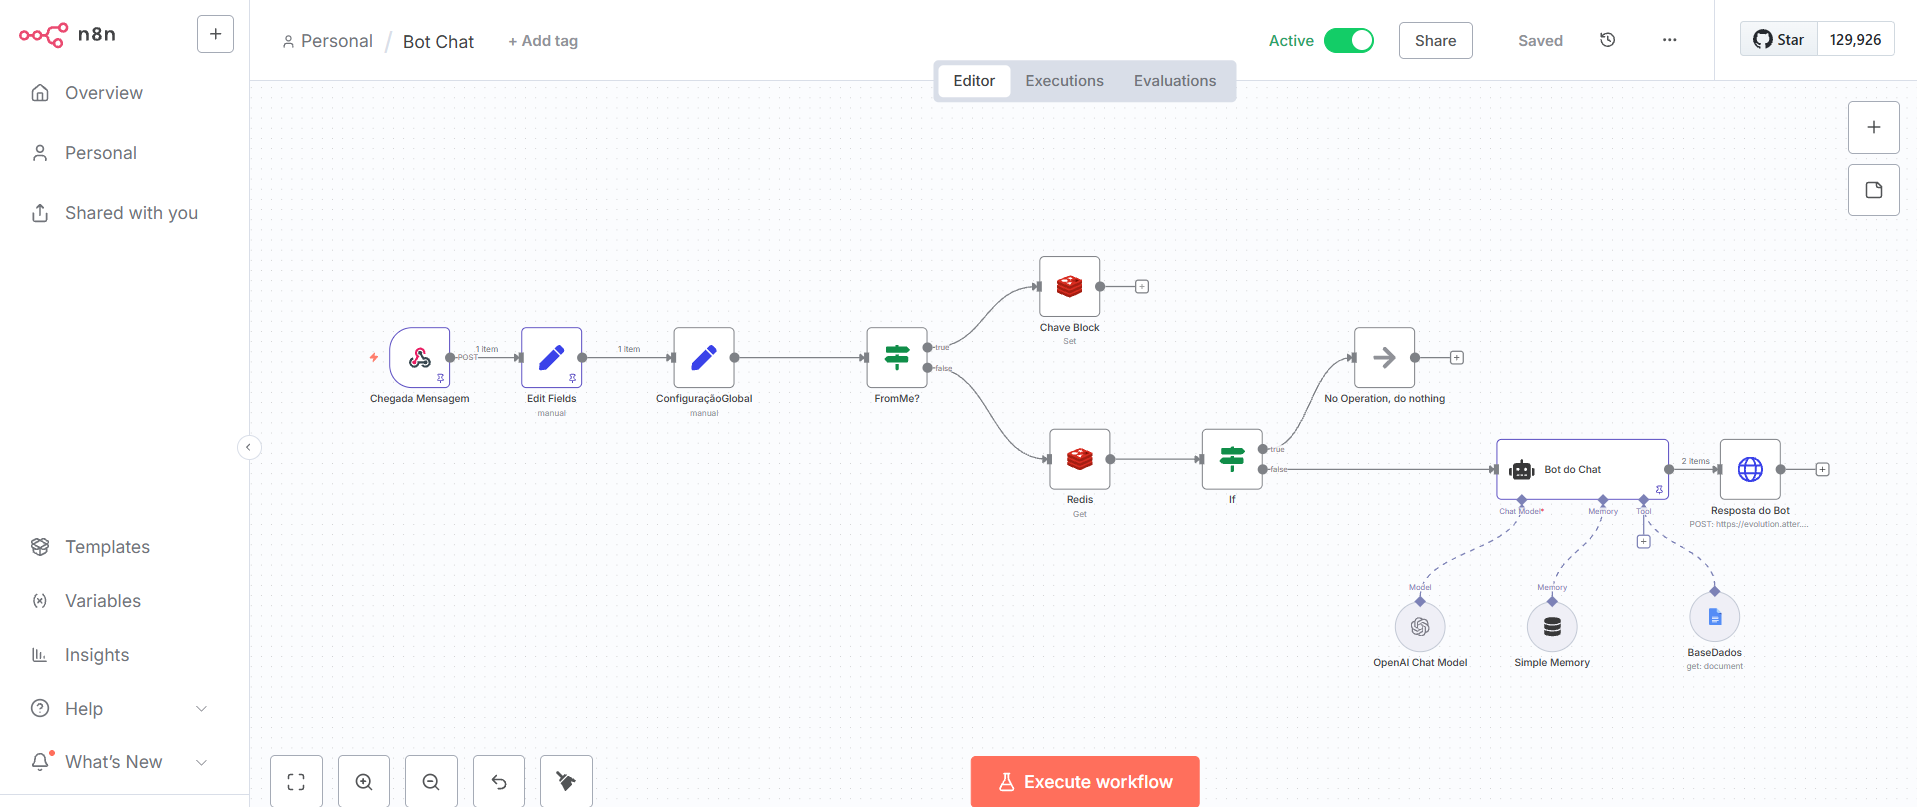 n8n
Personal / Bot Chat + Add tag
Active Share Saved Star 129,926
Editor Executions Evaluations
Overview
Personal
Shared with you
Templates
Variables
Insights
Help
What's New
Chave Block
Set
POST 1 item
1 item
true
false
Chegada Mensagem
Edit Fields
manual
ConfiguraçãoGlobal
manual
FromMe?
No Operation, do nothing
Redis
Get
If
true
false
Bot do Chat
2 items
Chat Model*
Memory
Tool
Resposta do Bot
POST: https://evolution.atter....
Model
Memory
OpenAI Chat Model
Simple Memory
BaseDados
get: document
Execute workflow